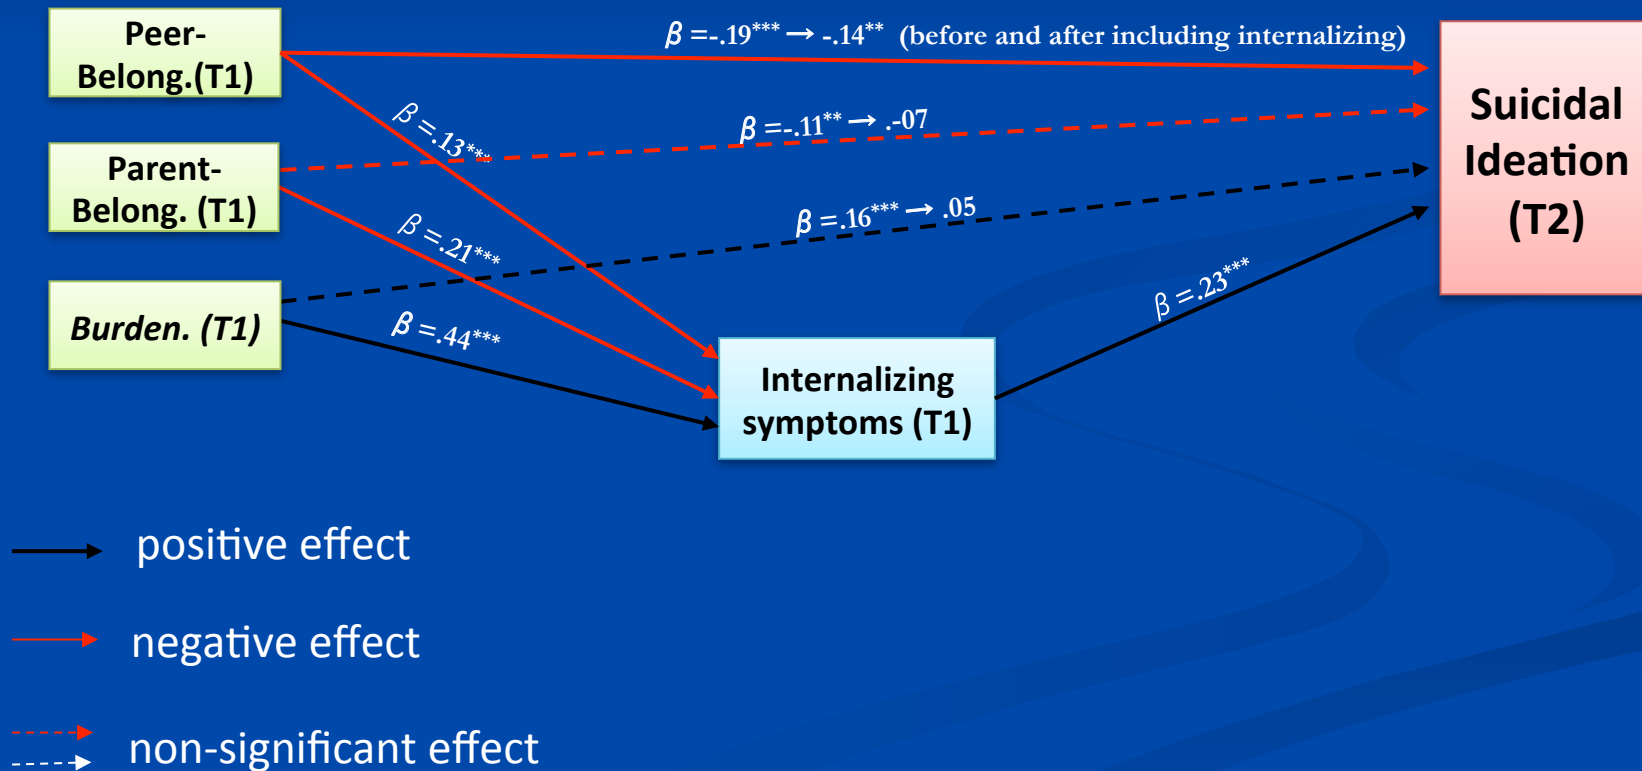 Peer-
Belong.(T1)
β =-.19*** → -.14** (before and after including internalizing)
Suicidal
Ideation
(T2)
β =.13***
β =-.11** → .-07
Parent-
Belong. (T1)
β =.21***
β =.16*** → .05
Burden. (T1)
β =.44***
β =.23***
Internalizing
symptoms (T1)
positive effect
negative effect
non-significant effect